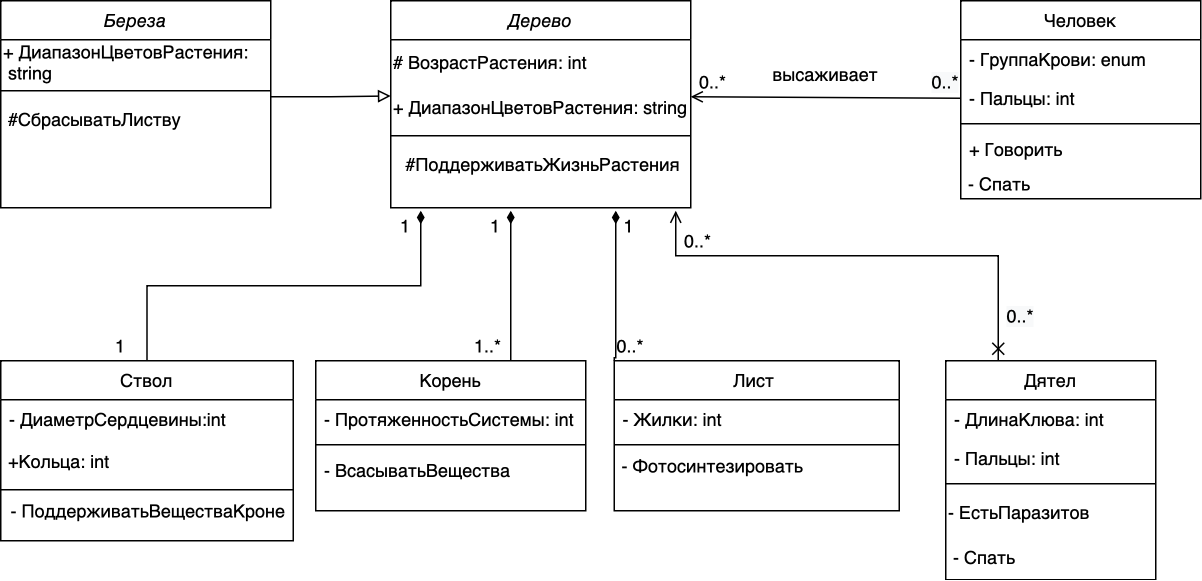 Береза
+ ДиапазонЦветовРастения:
string
#СбрасыватьЛиству
Дерево
# ВозрастРастения: int
+ ДиапазонЦветовРастения: string
#ПоддерживатьЖизньРастения
0..*
высаживает
0..*
Человек
- ГруппаКрови: enum
- Пальцы: int
+ Говорить
- Спать
1
1
1
0..*
1
1..*
0..*
0..*
Ствол
- ДиаметрСердцевины:int
+Кольца: int
- ПоддерживатьВеществаКроне
Корень
- ПротяженностьСистемы: int
- ВсасыватьВещества
Лист
- Жилки: int
- Фотосинтезировать
Дятел
- ДлинаКлюва: int
- Пальцы: int
- ЕстьПаразитов
- Спать